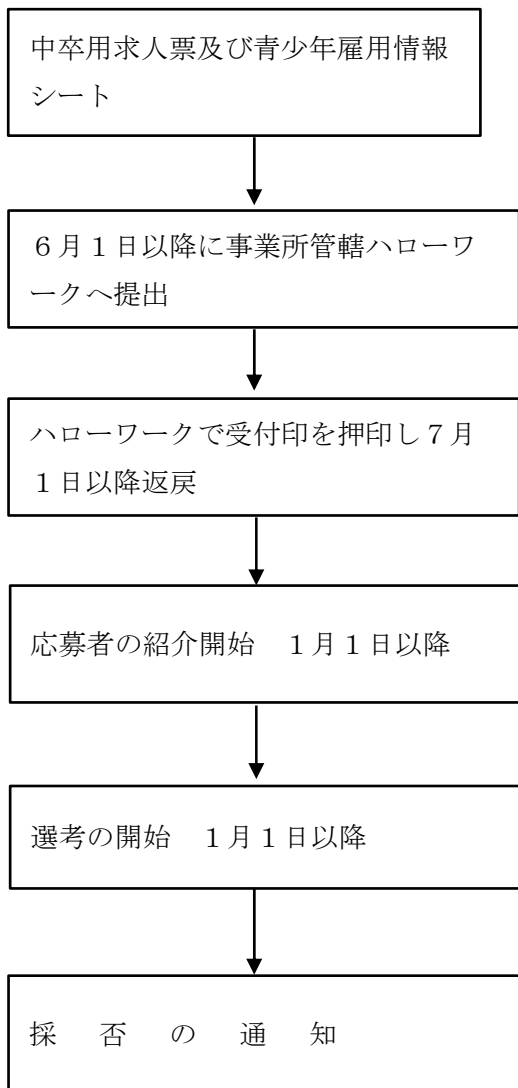 中卒用求人票及び青少年雇用情報
シート
６月１日以降に事業所管轄ハローワ
ークへ提出
ハローワークで受付印を押印し７月
１日以降返戻
応募者の紹介開始　１月１日以降
選考の開始　１月１日以降
採　否　の　通　知